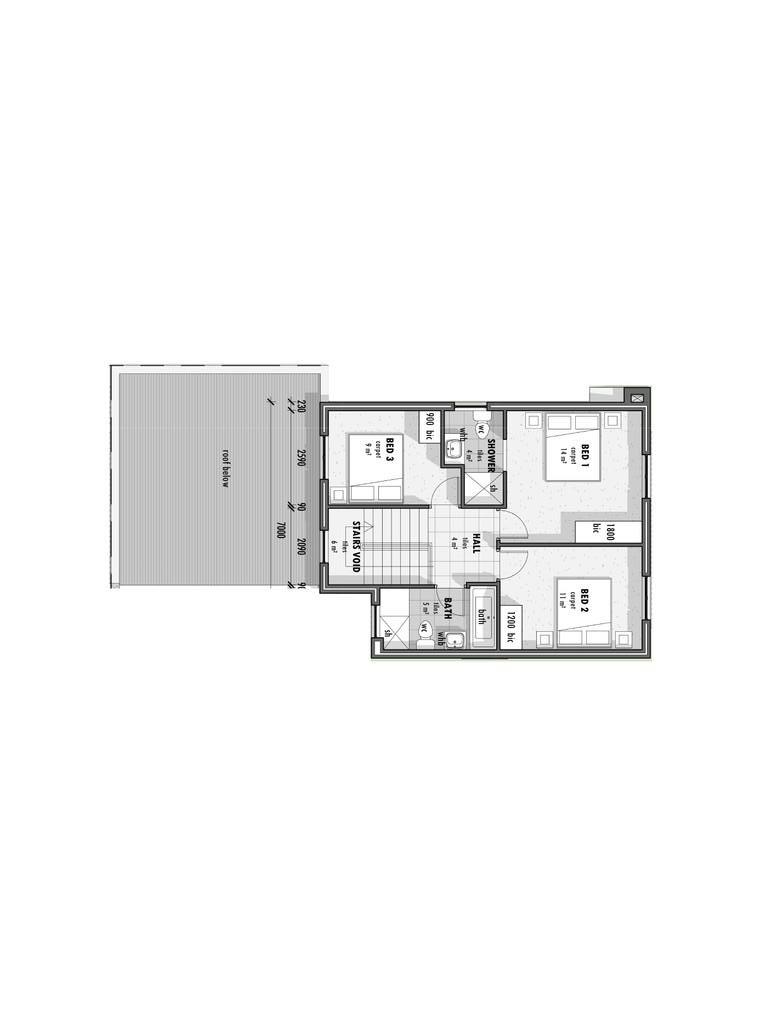 BED 1
carpet
14 m²
1800
bic
BED 2
carpet
11 m²
1200 bic
SHOWER
tiles
4 m²
wc
whb
sh
900 bic
BED 3
carpet
9 m²
HALL
tiles
4 m²
STAIRS VOID
tiles
6 m²
BATH
tiles
5 m²
bath
wc
whb
sh
230
2590
90
2090
7000
roof below